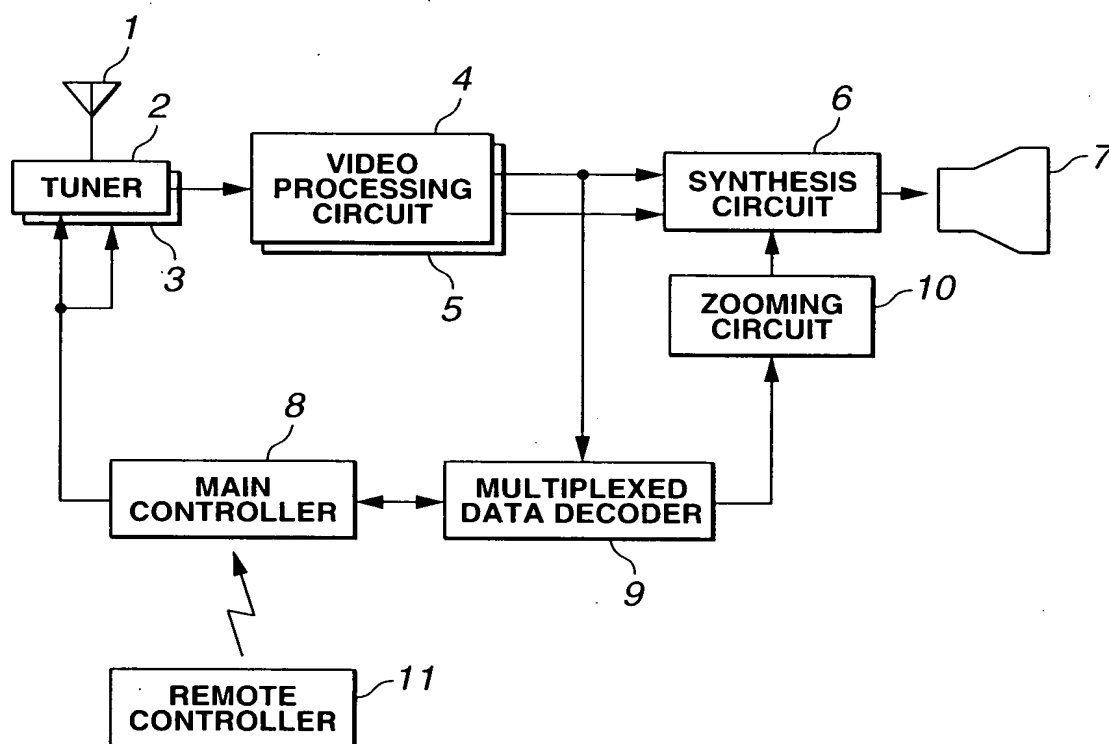 1
2
TUNER
3
4
VIDEO
PROCESSING
CIRCUIT
5
6
SYNTHESIS
CIRCUIT
7
ZOOMING
CIRCUIT
10
8
MAIN
CONTROLLER
MULTIPLEXED
DATA DECODER
9
REMOTE
CONTROLLER
11